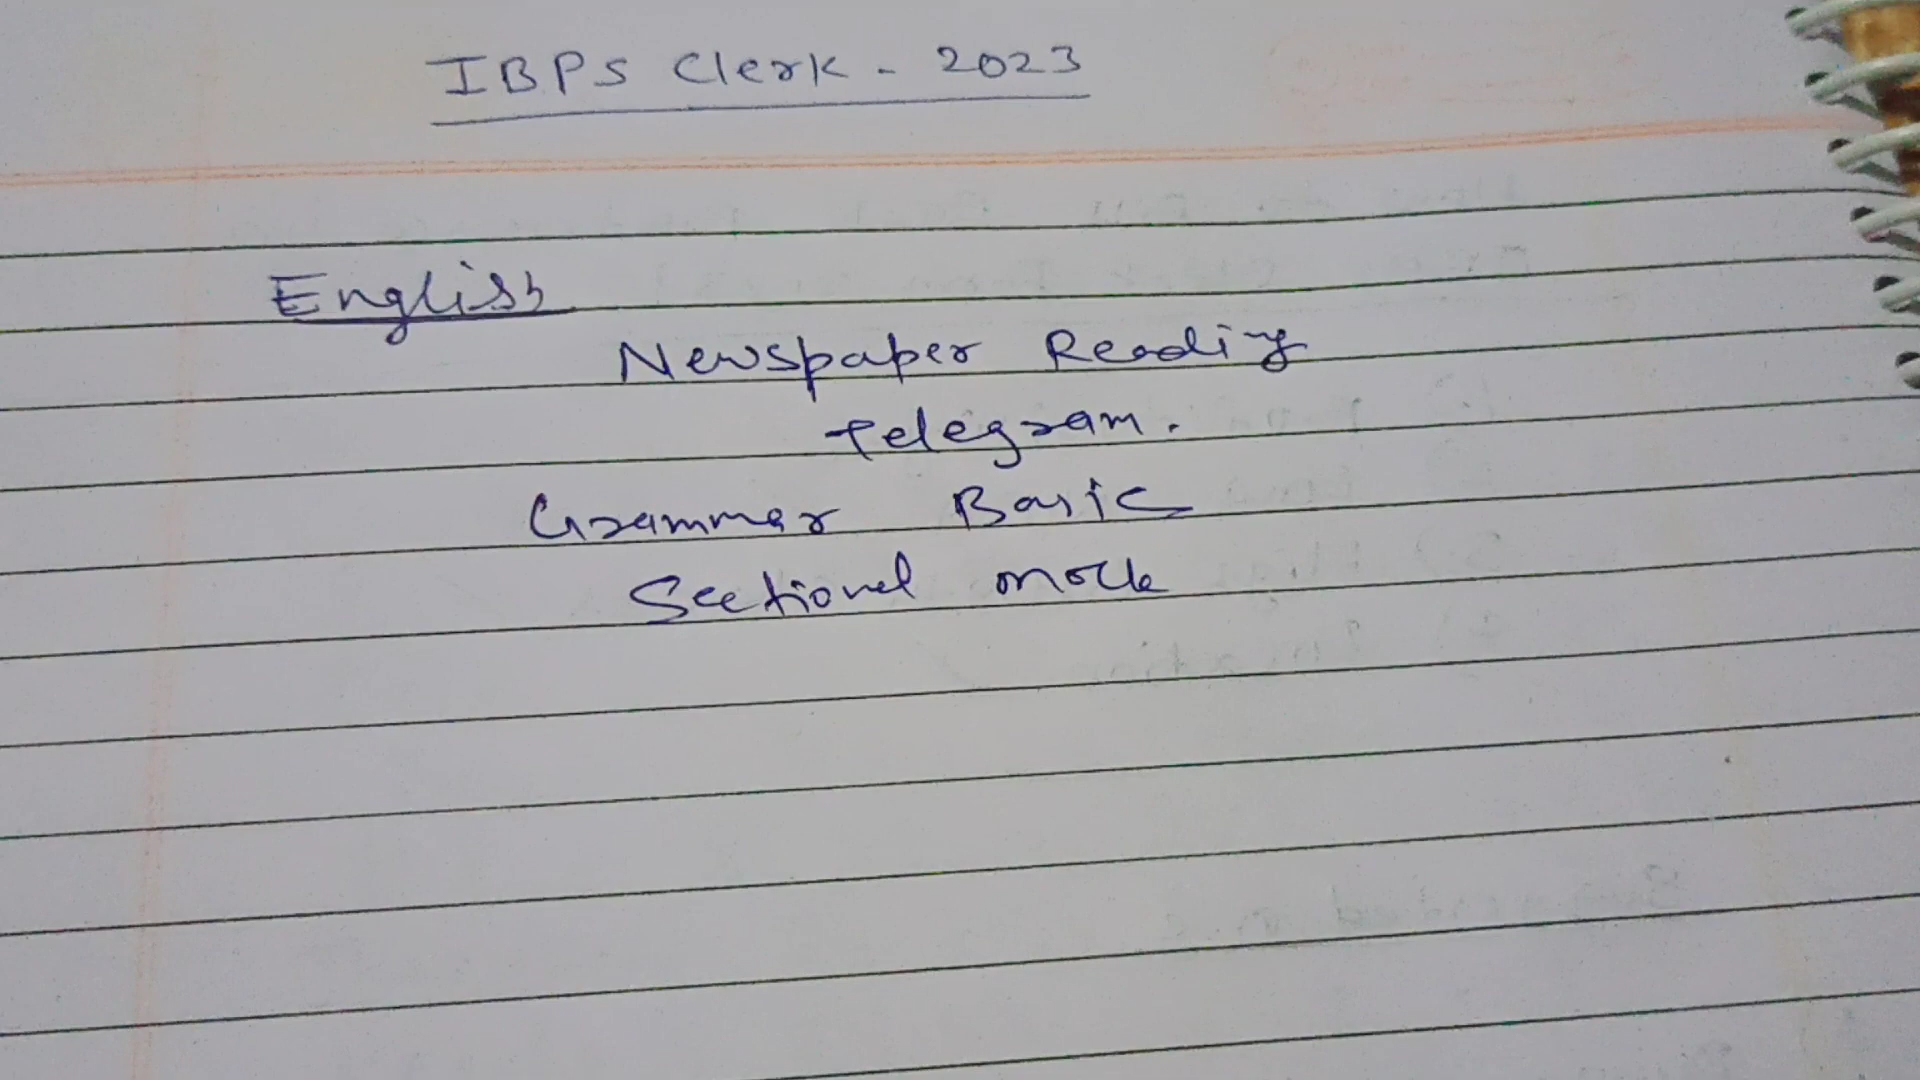 IBPS Clerk - 2023
English
Newspaper Reading
Telegram.
Grammar Basic
Sectional mock